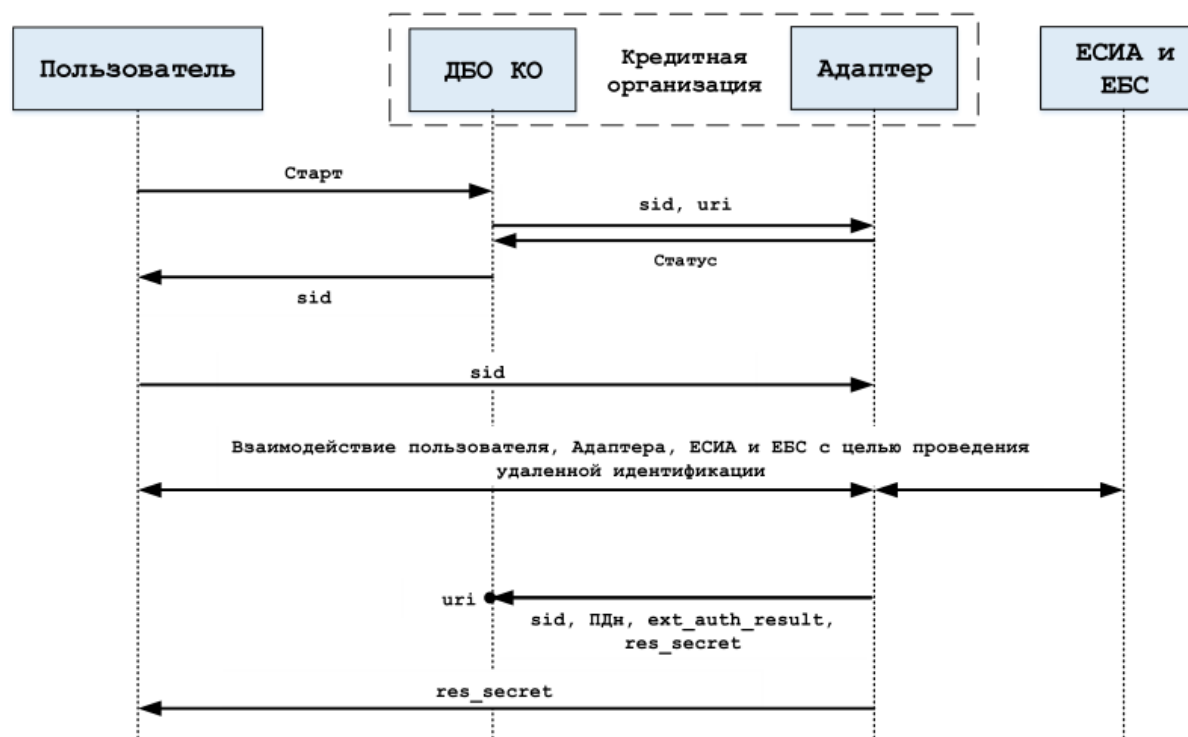 Пользователь
ДБО КО
Кредитная
организация
Адаптер
ЕСИА и
ЕБС
Старт
sid, uri
Статус
sid
sid
Взаимодействие пользователя, Адаптера, ЕСИА и ЕБС с целью проведения
удаленной идентификации
uri
sid, ПДн, ext_auth_result,
res_secret
res_secret